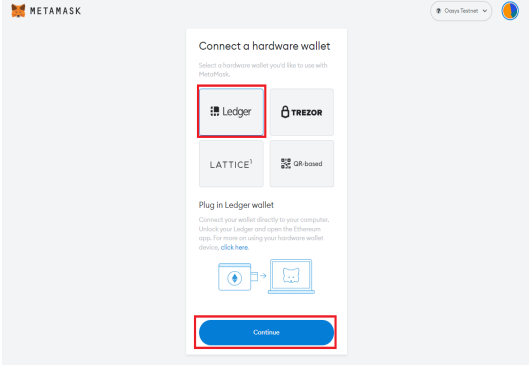 METAMASK
Oasys Testnet
Connect a hardware wallet
Select a hardware wallet you'd like to use with
MetaMask.
Ledger
TREZOR
LATTICE1
QR-based
Plug in Ledger wallet
Connect your wallet directly to your computer.
Unlock your Ledger and open the Ethereum
app. For more on using your hardware wallet
device, click here.
Continue